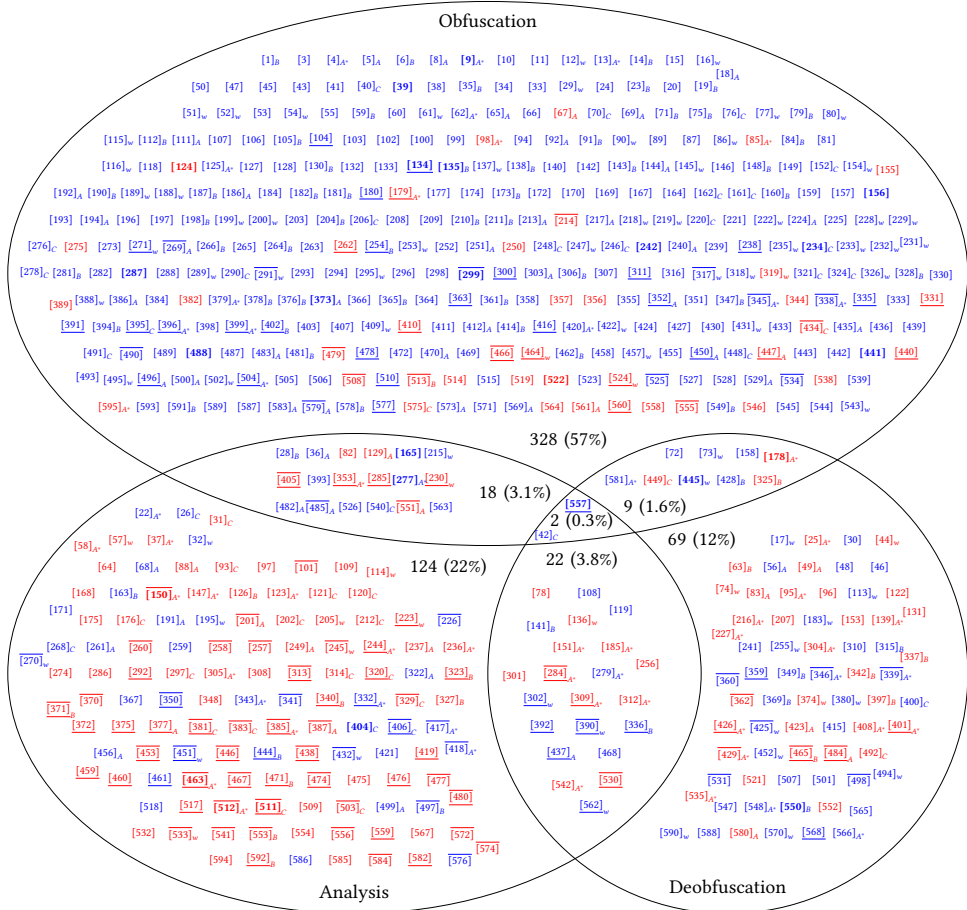 Obfuscation
[1]B [3] [4]A* [5]A [6]B [8]A [9]A* [10] [11] [12]w [13]A* [14]B [15] [16]w
[18]A
[50] [47] [45] [43] [41] [40]C [39] [38] [35]B [34] [33] [29]w [24] [23]B [20] [19]B
[51]w [52]w [53] [54]w [55] [59]B [60] [61]w [62]A* [65]A [66] [67]A [70]C [69]A [71]B [75]B [76]C [77]w [79]B [80]w
[115]w [112]B [111]A [107] [106] [105]B [104] [103] [102] [100] [99] [98]A* [94] [92]A [91]B [90]w [89] [87] [86]w [85]A* [84]B [81]
[116]w [118] [124] [125]A* [127] [128] [130]B [132] [133] [134] [135]B [137]w [138]B [140] [142] [143]B [144]A [145]w [146] [148]B [149] [152]C [154]w [155]
[192]A [190]B [189]w [188]w [187]B [186]A [184] [182]B [181]B [180] [179]A* [177] [174] [173]B [172] [170] [169] [167] [164] [162]C [161]C [160]B [159] [157] [156]
[193] [194]A [196] [197] [198]B [199]w [200]w [203] [204]B [206]C [208] [209] [210]B [211]B [213]A [214] [217]A [218]w [219]w [220]C [221] [222]w [224]A [225] [228]w [229]w
[276]C [275] [273] [271]w [269]A [266]B [265] [264]B [263] [262] [254]B [253]w [252] [251]A [250] [248]C [247]w [246]C [242] [240]A [239] [238] [235]w [234]C [233]w [232]w [231]w
[278]C [281]B [282] [287] [288] [289]w [290]C [291]w [293] [294] [295]w [296] [298] [299] [300] [303]A [306]B [307] [311] [316] [317]w [318]w [319]w [321]C [324]C [326]w [328]B [330]
[389] [388]w [386]A [384] [382] [379]A* [378]B [376]B [373]A [366] [365] [364] [363] [361]B [358] [357] [356] [355] [352]A [351] [347]B [345]A* [344] [338]A* [335] [333] [331]
[391] [394]B [395]C [396]A* [398] [399]A* [402]B [403] [407] [409]w [410] [411] [412]A [414]B [416] [420]A* [422]w [424] [427] [430] [431]w [433] [434]C [435]A [436] [439]
[491]C [490] [489] [488] [487] [483]A [481]B [479] [478] [472] [470]A [469] [466] [464]w [462]B [458] [457]w [455] [450]A [448]C [447]A [443] [442] [441] [440]
[493] [495]w [496]A [500]A [502]w [504]A* [505] [506] [508] [510] [513]B [514] [515] [519] [522] [523] [524]w [525] [527] [528] [529]A [534] [538] [539]
[595]A* [593] [591]B [589] [587] [583]A [579]A [578]B [577] [575]C [573]A [571] [569]A [564] [561]A [560] [558] [555] [549]B [546] [545] [544] [543]w
328 (57%)
[28]B [36]A [82] [129]A [165] [215]w
[405] [393] [353]A* [285] [277]A [230]w
[482]A [485]A [526] [540]C [551]A [563]
18 (3.1%)
[72] [73]w [158] [178]A*
[581]A* [449]C [445]w [428]B [325]B
9 (1.6%)
[557]
2 (0.3%)
[42]C
[22]A* [26]C [31]C
[58]A* [57]w [37]A* [32]w
124 (22%)
[64] [68]A [88]A [93]C [97] [101] [109] [114]w
[168] [163]B [150]A* [147]A* [126]B [123]A* [121]C [120]C
[171] [175] [176]C [191]A [195]w [201]A [202]C [205]w [212]C [223]w [226]
[270]w [268]C [261]A [260] [259] [258] [257] [249]A [245]w [244]A* [237]A [236]A*
[274] [286] [292] [297]C [305]A* [308] [313] [314]C [320]C [322]A [323]B
[371]B [370] [367] [350] [348] [343]A* [341] [340]B [332]A* [329]C [327]B
[372] [375] [377]A [381]C [383]C [385]A* [387]A [404]C [406]C [417]A*
[456]A [453] [451]w [446] [444]B [438] [432]w [421] [419] [418]A*
[459] [460] [461] [463]A* [467] [471]B [474] [475] [476] [477]
[518] [517] [512]A* [511]C [509] [503]C [499]A [497]B [480]
[532] [533]w [541] [553]B [554] [556] [559] [567] [572]
[574]
[594] [592]B [586] [585] [584] [582] [576]
Analysis
22 (3.8%)
[78] [108]
[119]
[141]B [136]w
[151]A* [185]A*
[256]
[301] [284]A* [279]A*
[302]w [309]A* [312]A*
[392] [390]w [336]B
[437]A [468]
[542]A* [530]
[562]w
69 (12%)
[17]w [25]A* [30] [44]w
[63]B [56]A [49]A [48] [46]
[74]w [83]A [95]A* [96] [113]w [122]
[216]A* [207] [183]w [153] [139]A* [131]
[227]A*
[241] [255]w [304]w [310] [315]B
[337]B
[360] [359] [349]B [346]A* [342]B [339]A*
[362] [369]B [374]w [380]w [397]B [400]C
[426]A* [425]w [423]A [415] [408]A* [401]A*
[429]A* [452]w [465]B [484]A [492]C
[531] [521] [507] [501] [498] [494]w
[535]A*
[547] [548]A* [550]B [552] [565]
[590]w [588] [580]A [570]w [568] [566]A*
Deobfuscation